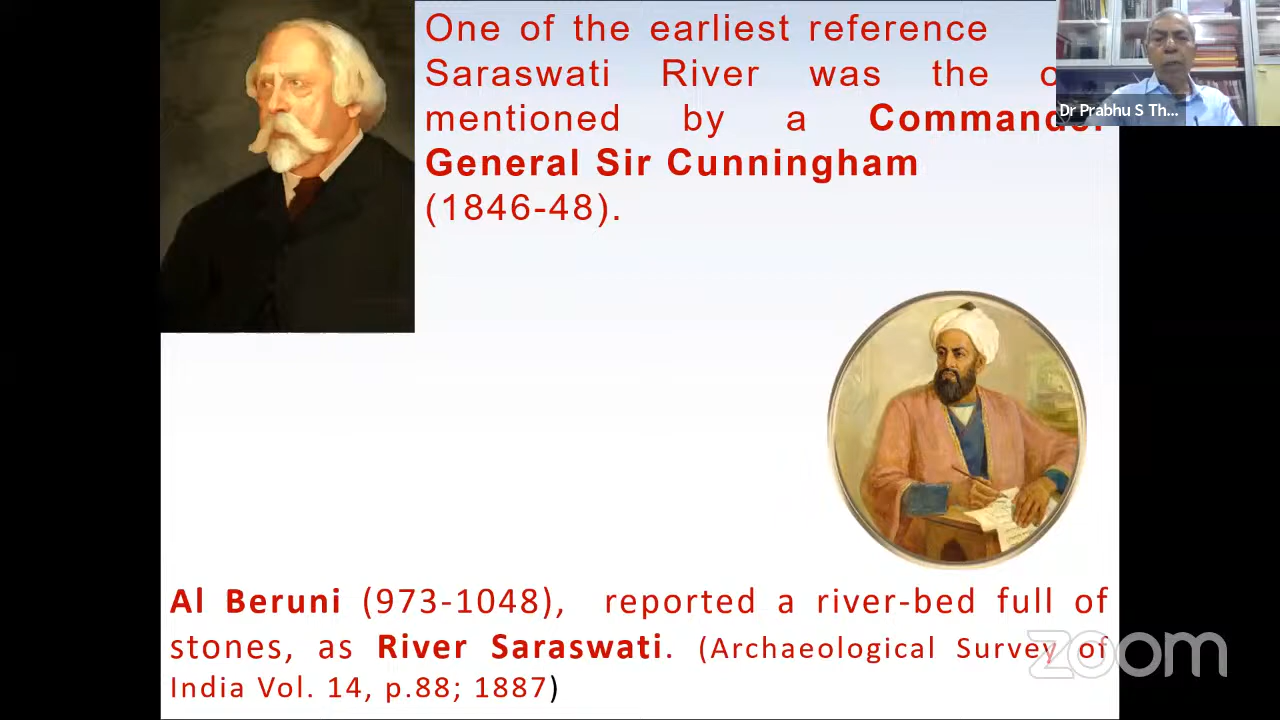 One of the earliest reference
Saraswati River was the
mentioned by a
General Sir Cunningham
(1846-48).
Dr Prabhu S Th...
Al Beruni (973-1048), reported a river-bed full of
stones, as River Saraswati. (Archaeological Survey of
India Vol. 14, p.88; 1887)
zoom